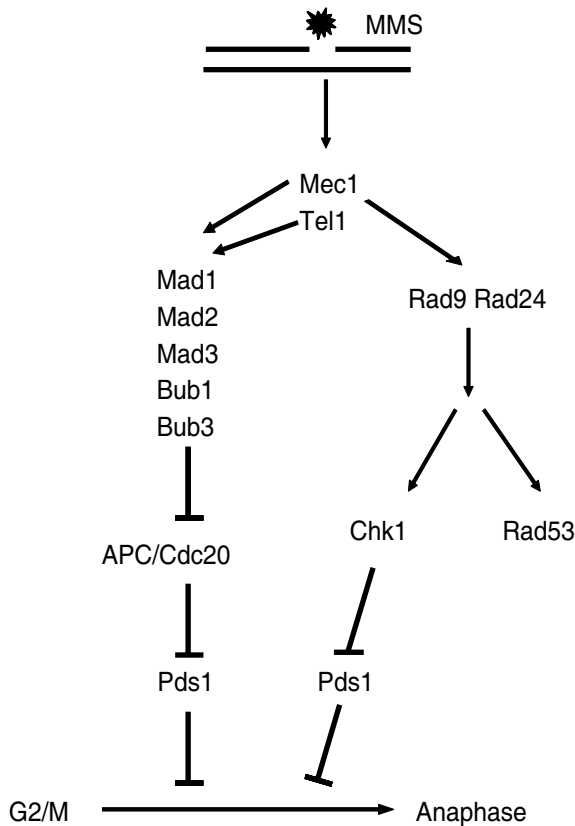 MMS
Mec1
Tel1
Mad1
Mad2
Mad3
Bub1
Bub3
Rad9 Rad24
Chk1
Rad53
APC/Cdc20
Pds1
Pds1
G2/M
Anaphase